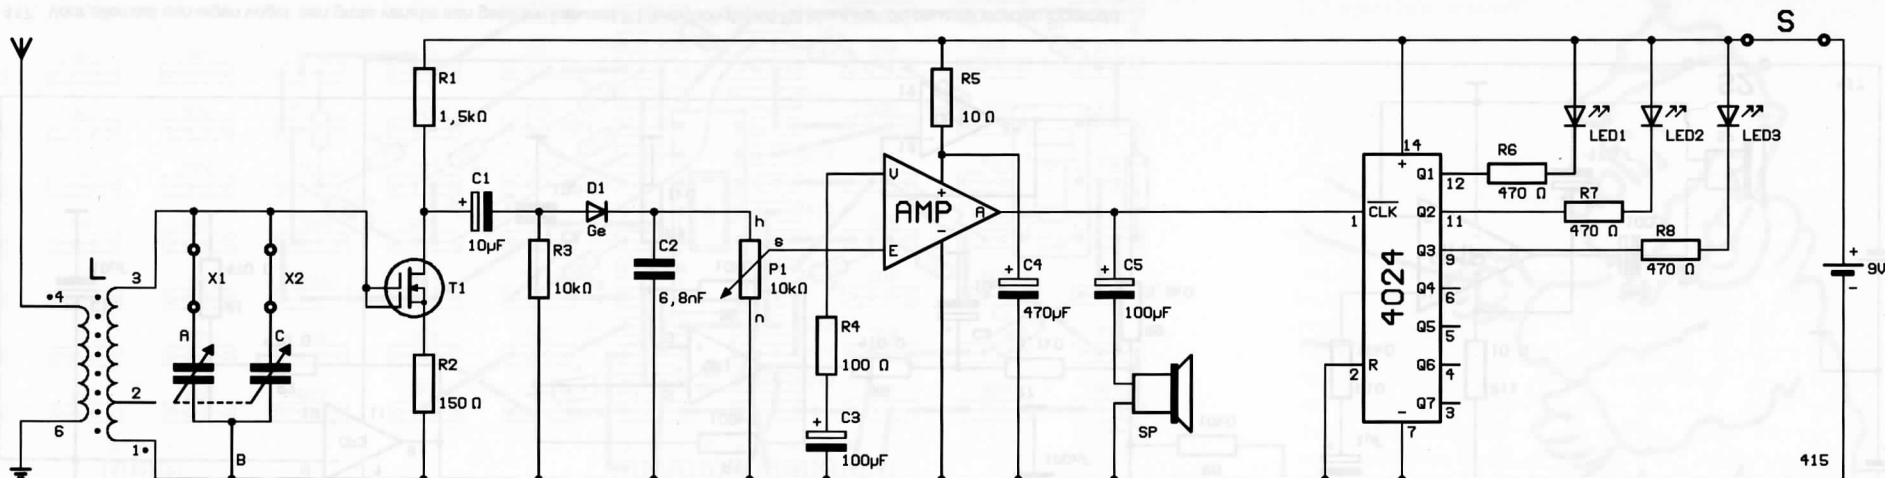 S
R1
1,5kΩ
R5
10 Ω
LED1
LED2
LED3
14
+
Q1
12
R6
470 Ω
C1
+
10µF
D1
Ge
V
+
AMP
A
-
E
1
CLK
Q2
11
R7
470 Ω
L
3
•4
X1
X2
T1
R3
10kΩ
C2
6,8nF
h
s
P1
10kΩ
n
C4
+
470µF
C5
+
100µF
4024
Q3
9
R8
470 Ω
Q4
6
+
9V
-
A
C
R2
150 Ω
R4
100 Ω
Q5
5
R
2
Q6
4
2
6
1•
B
C3
+
100µF
SP
Q7
3
-
7
415